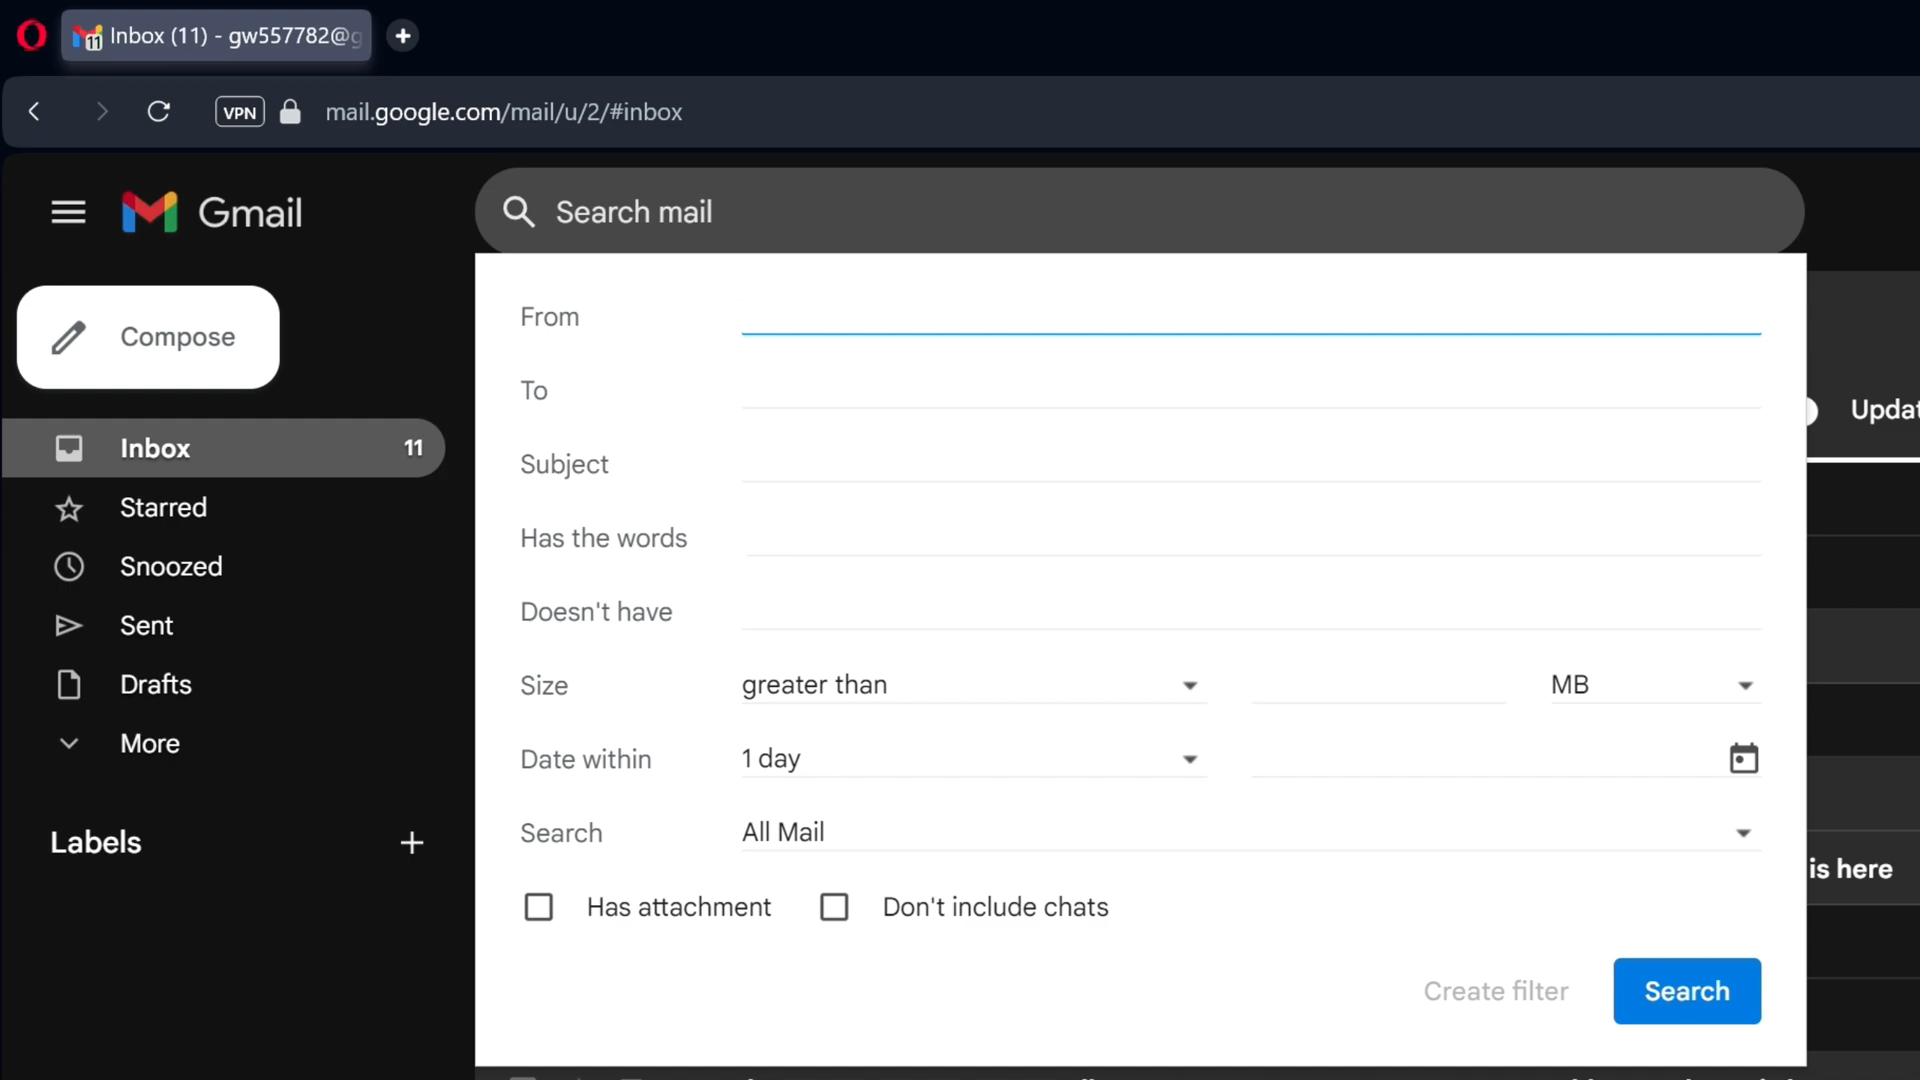 Inbox (11) - gw557782@g
VPN
mail.google.com/mail/u/2/#inbox
Gmail
Search mail
Compose
Inbox 11
Starred
Snoozed
Sent
Drafts
More
Labels
From
To
Subject
Has the words
Doesn't have
Size greater than MB
Date within 1 day
Search All Mail
Has attachment Don't include chats
Create filter Search
Updat
is here